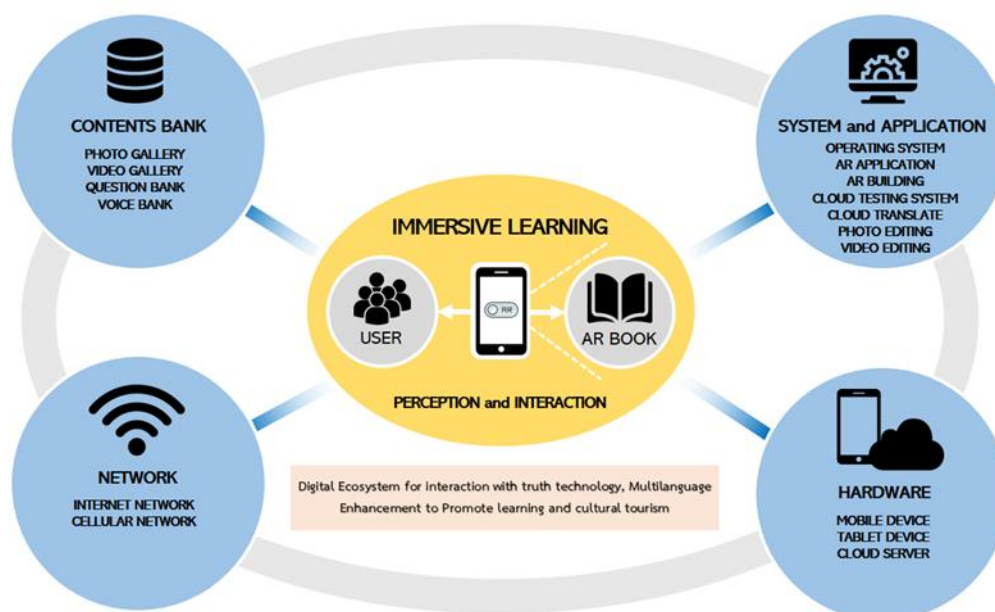 CONTENTS BANK
PHOTO GALLERY
VIDEO GALLERY
QUESTION BANK
VOICE BANK
SYSTEM and APPLICATION
OPERATING SYSTEM
AR APPLICATION
AR BUILDING
CLOUD TESTING SYSTEM
CLOUD TRANSLATE
PHOTO EDITING
VIDEO EDITING
IMMERSIVE LEARNING
USER
AR
AR BOOK
PERCEPTION and INTERACTION
NETWORK
INTERNET NETWORK
CELLULAR NETWORK
Digital Ecosystem for interaction with truth technology, Multilanguage
Enhancement to Promote learning and cultural tourism
HARDWARE
MOBILE DEVICE
TABLET DEVICE
CLOUD SERVER